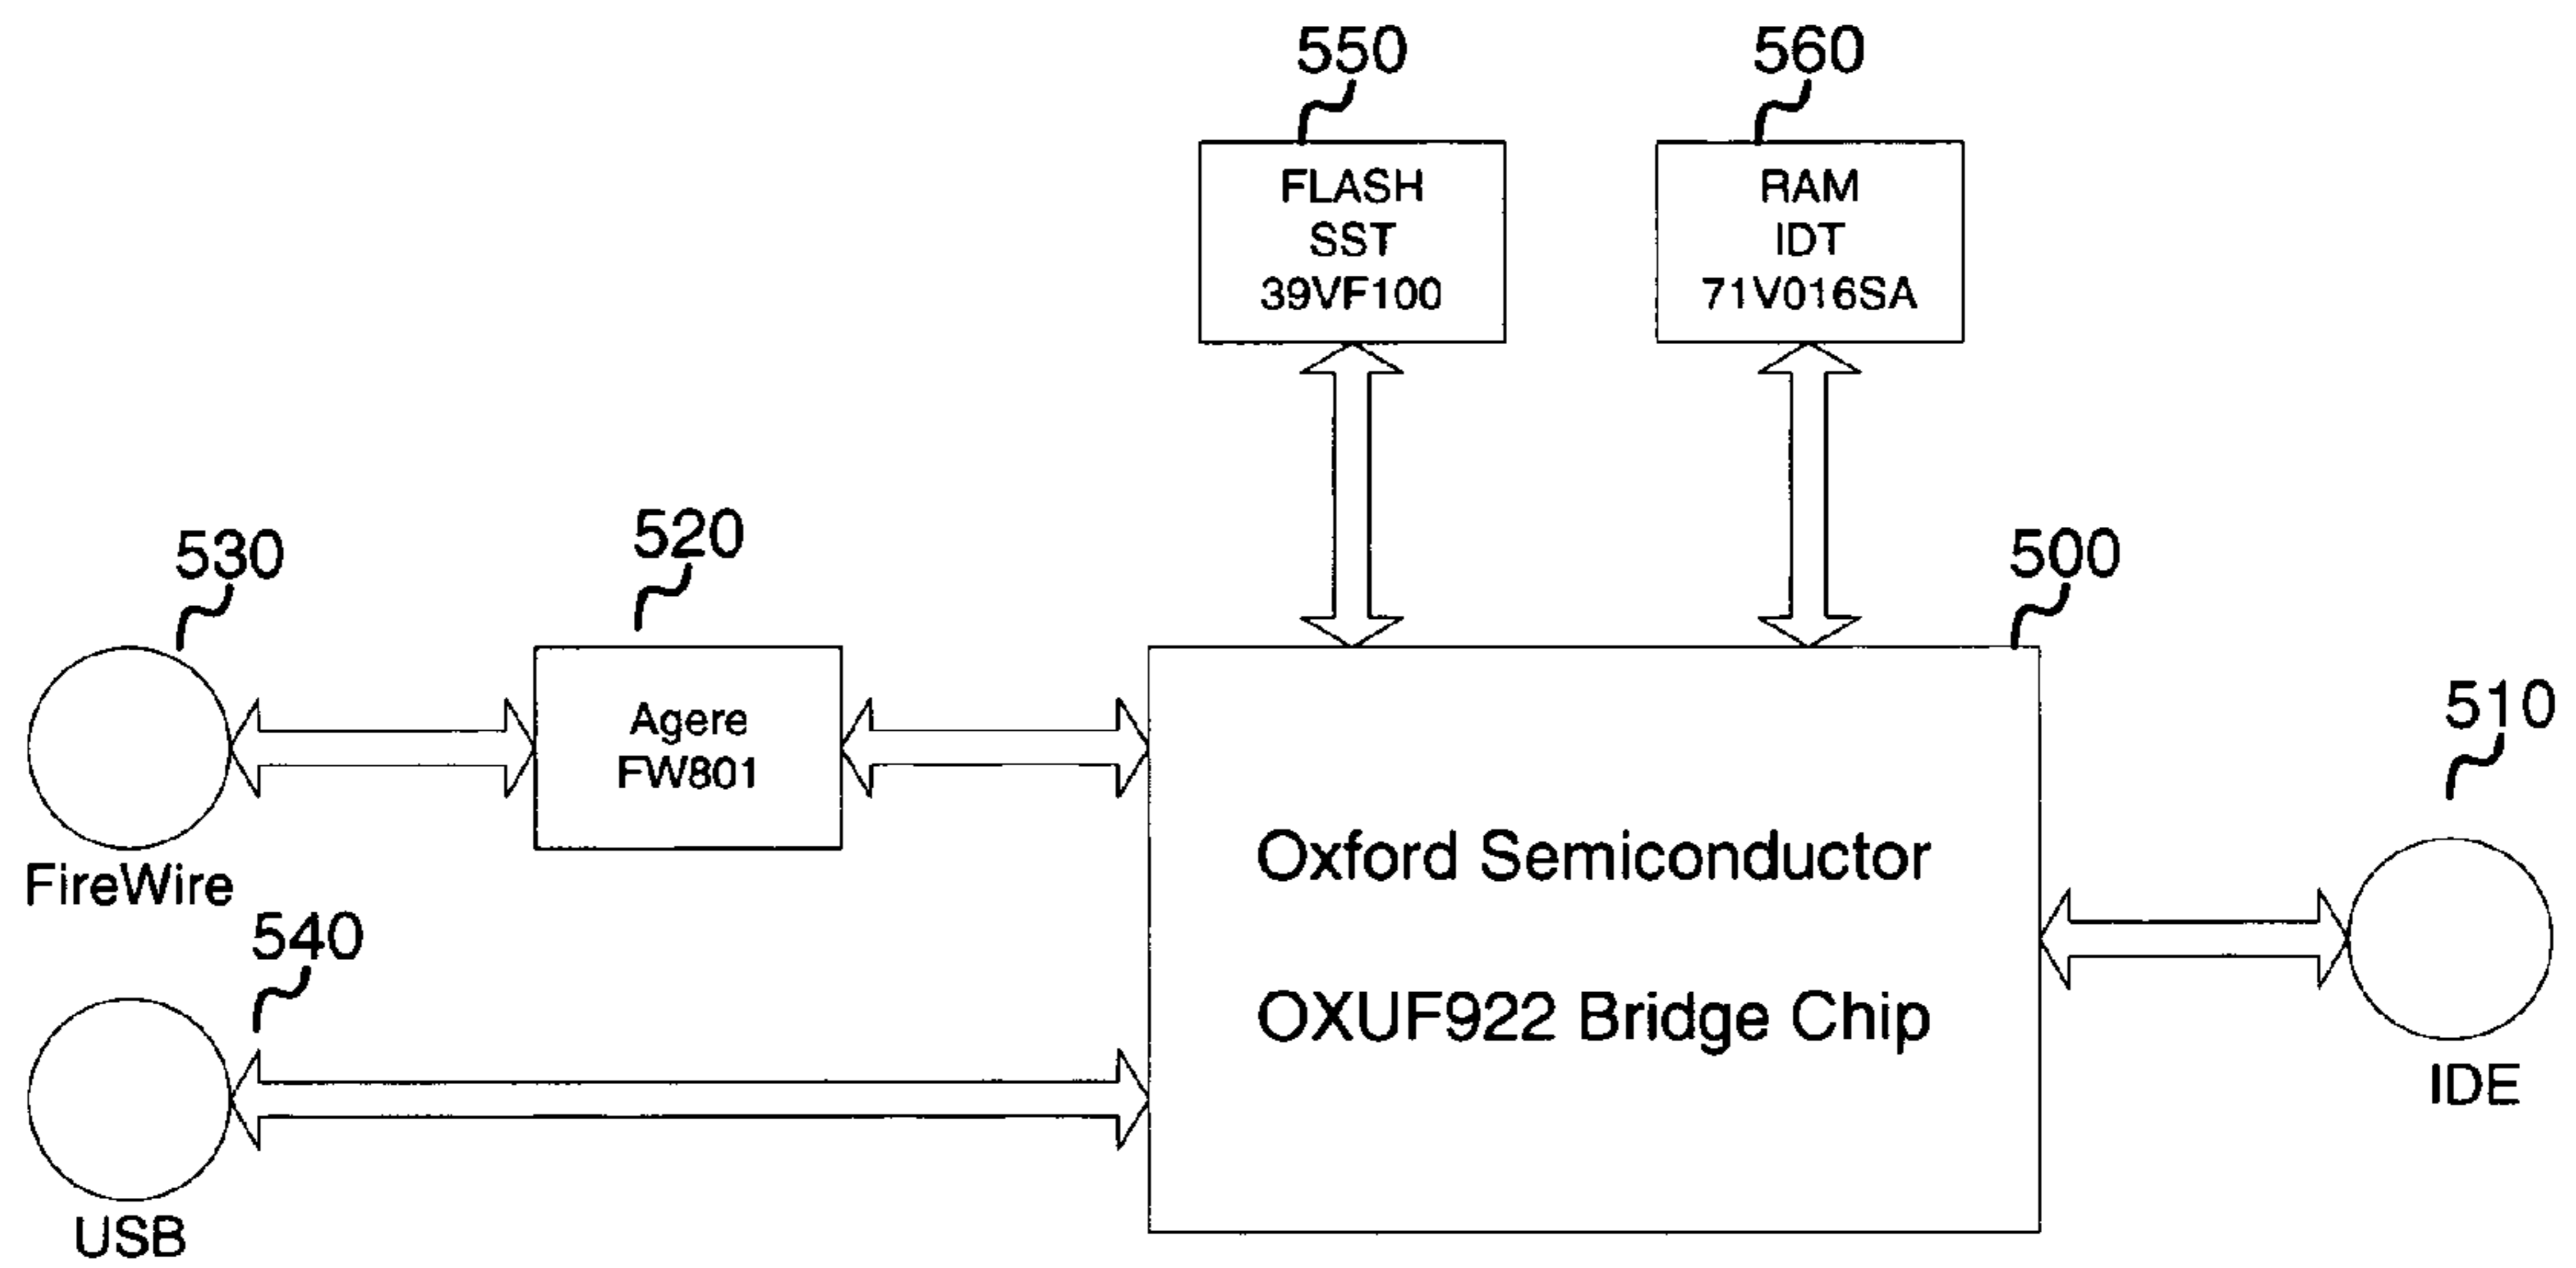 550
560
FLASH
SST
39VF100
RAM
IDT
71V016SA
530
520
500
510
Agere
FW801
FireWire
540
Oxford Semiconductor
OXUF922 Bridge Chip
IDE
USB